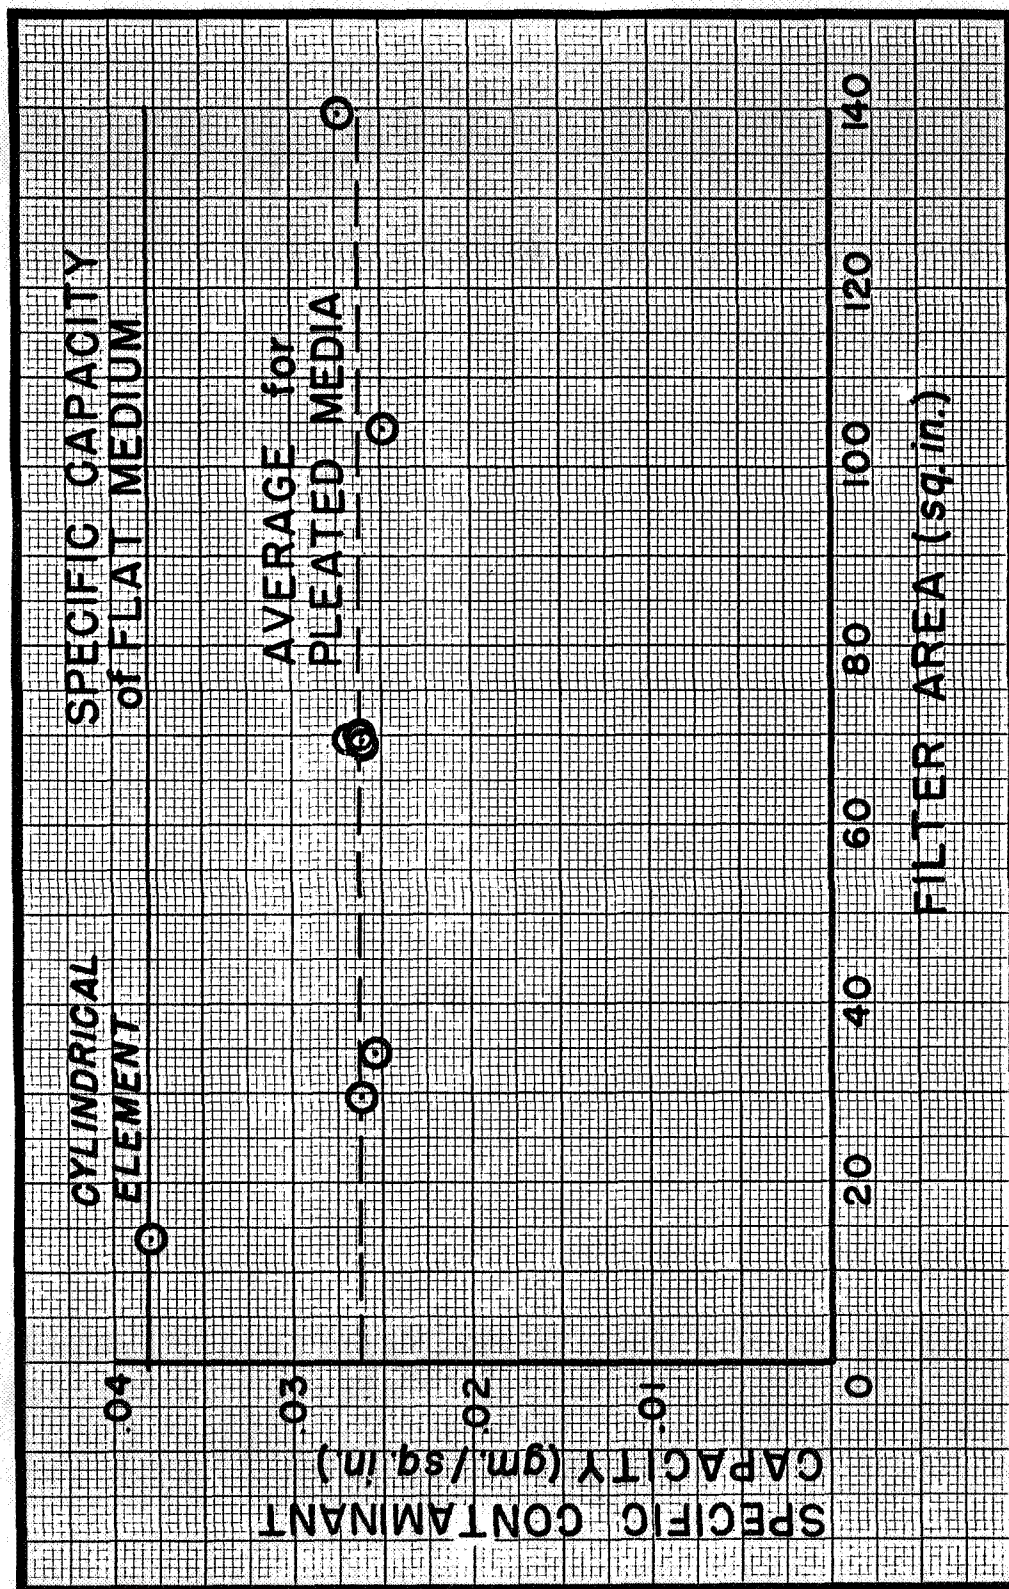 SPECIFIC CAPACITY
of FLAT MEDIUM
CYLINDRICAL
ELEMENT
AVERAGE for
PLEATED MEDIA
SPECIFIC CONTAMINANT
CAPACITY (gm./sq. in.)
.04
.03
.02
.01
0
20
40
60
80
100
120
140
FILTER AREA (sq. in.)